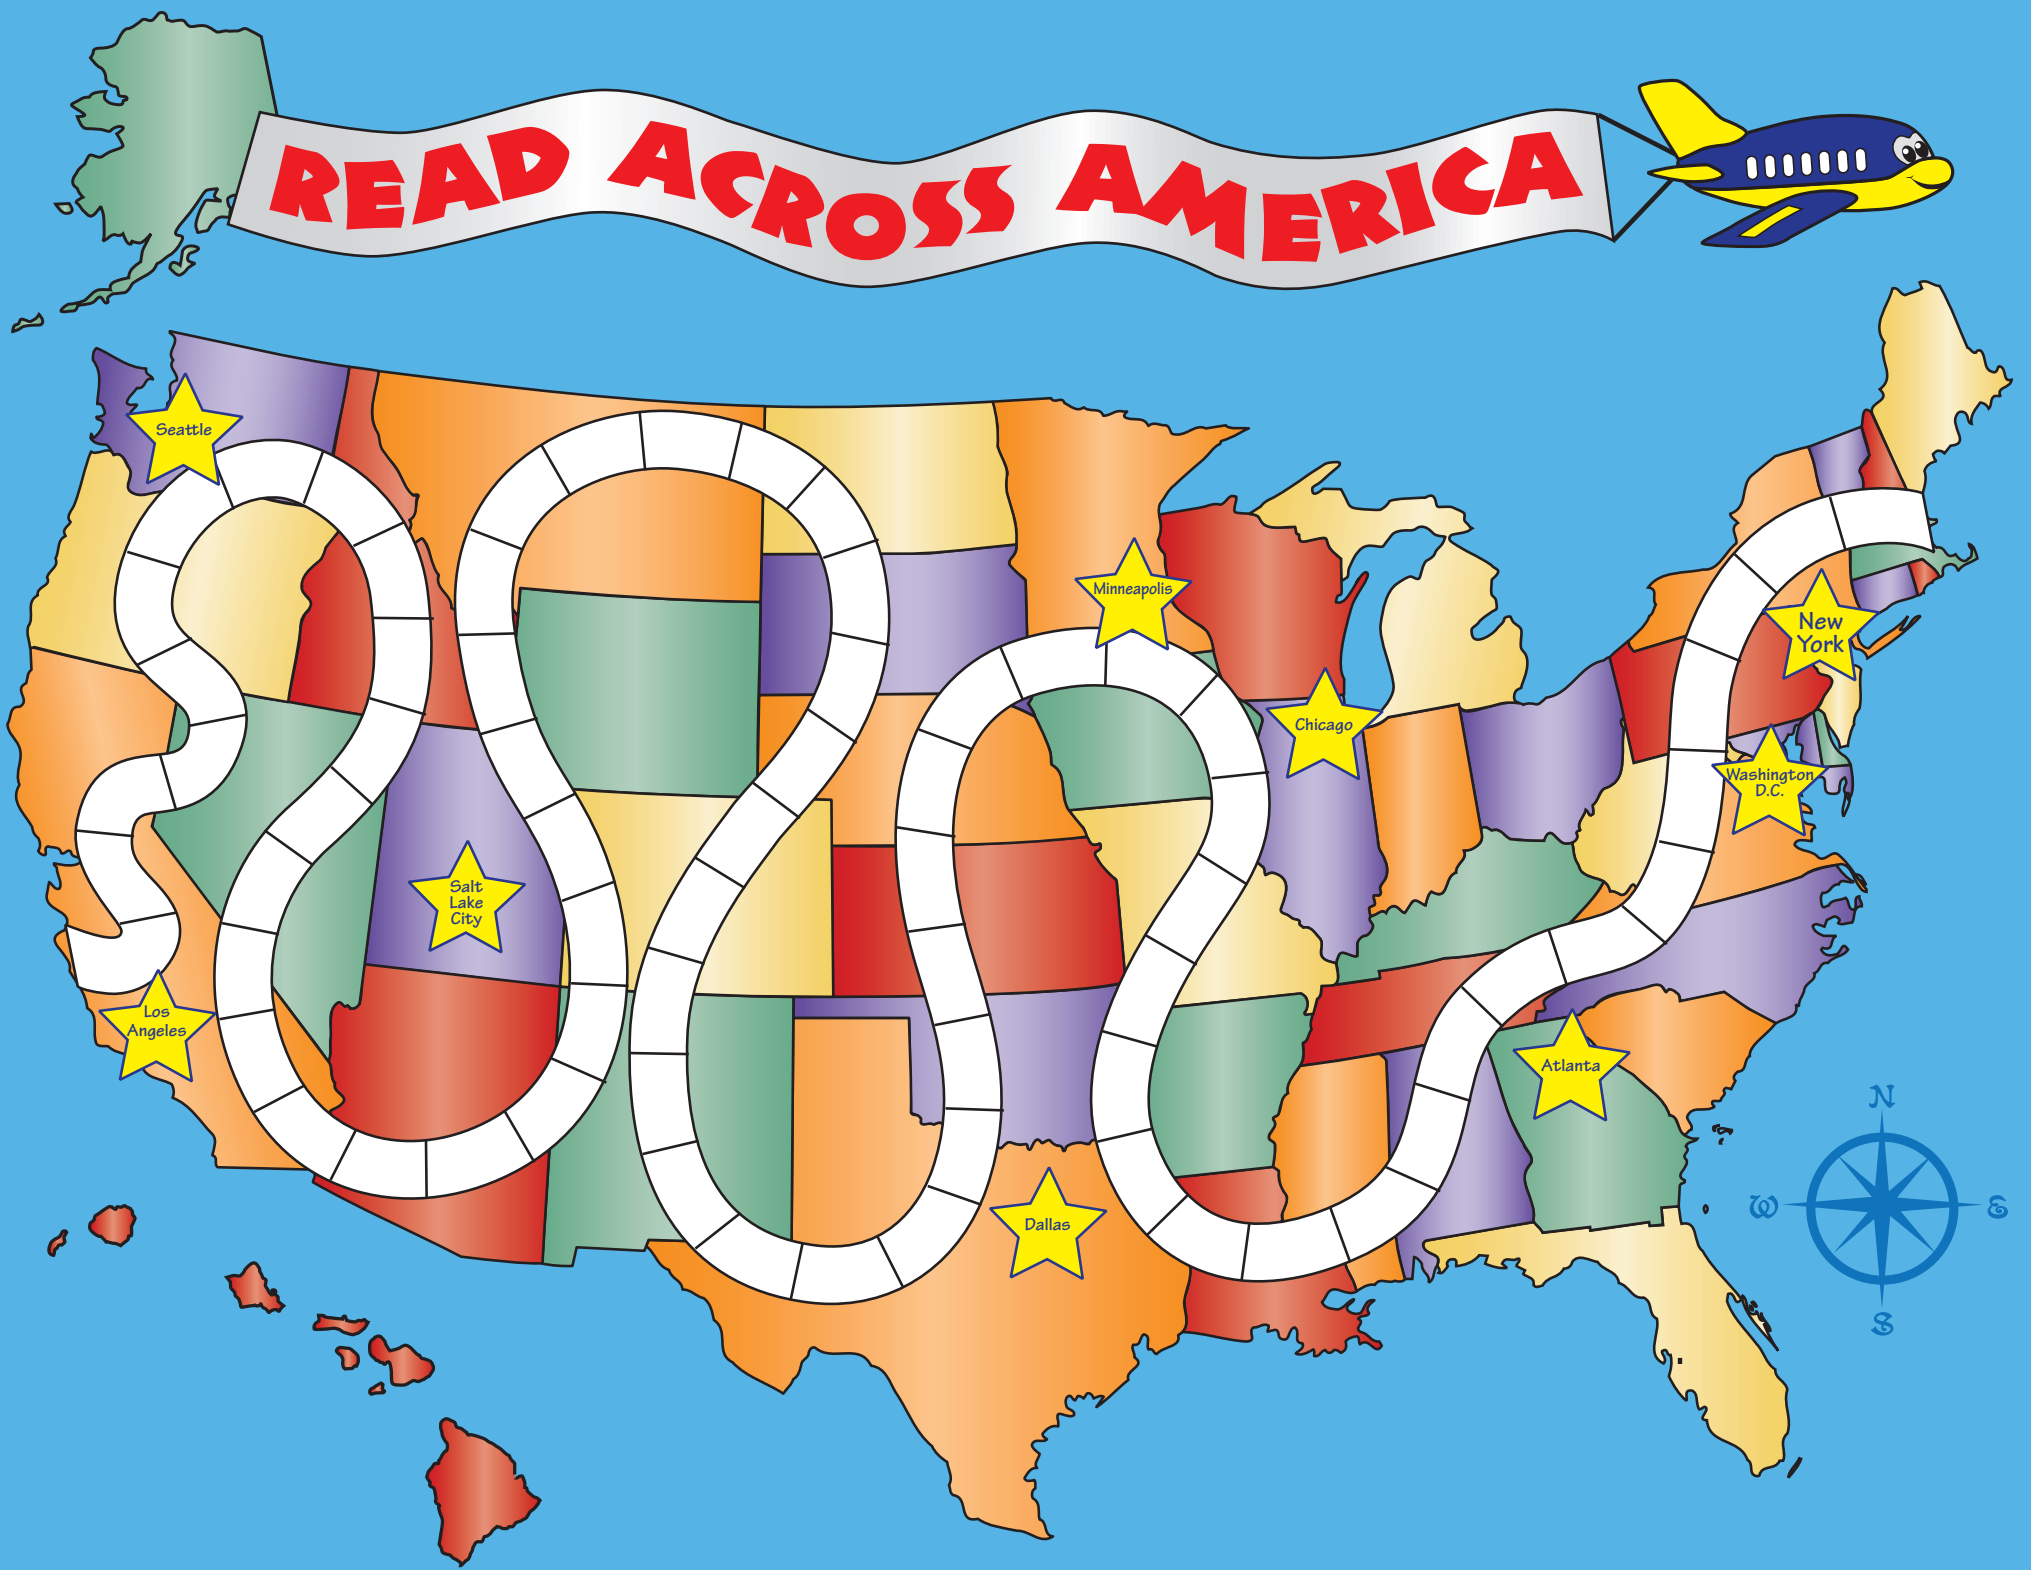 READ ACROSS AMERICA
Seattle
Minneapolis
New
York
Chicago
Washington
D.C.
Salt
Lake
City
Los
Angeles
Atlanta
Dallas
N
W
E
S